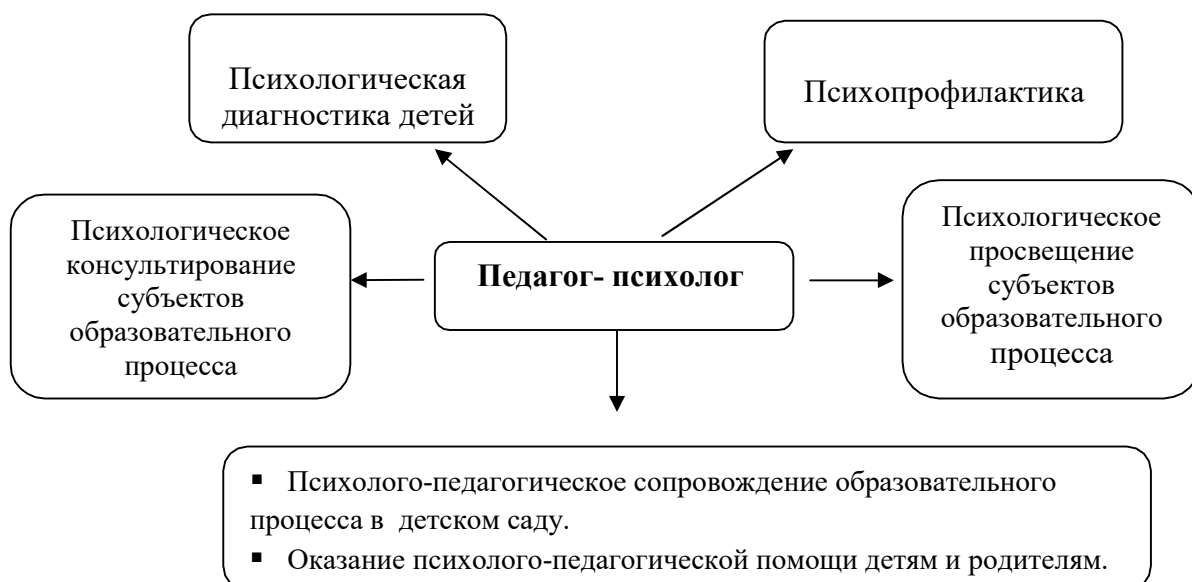 Психологическая
диагностика детей
Психопрофилактика
Психологическое
консультирование
субъектов
образовательного
процесса
Педагог- психолог
Психологическое
просвещение
субъектов
образовательного
процесса
▪ Психолого-педагогическое сопровождение образовательного
процесса в детском саду.
▪ Оказание психолого-педагогической помощи детям и родителям.